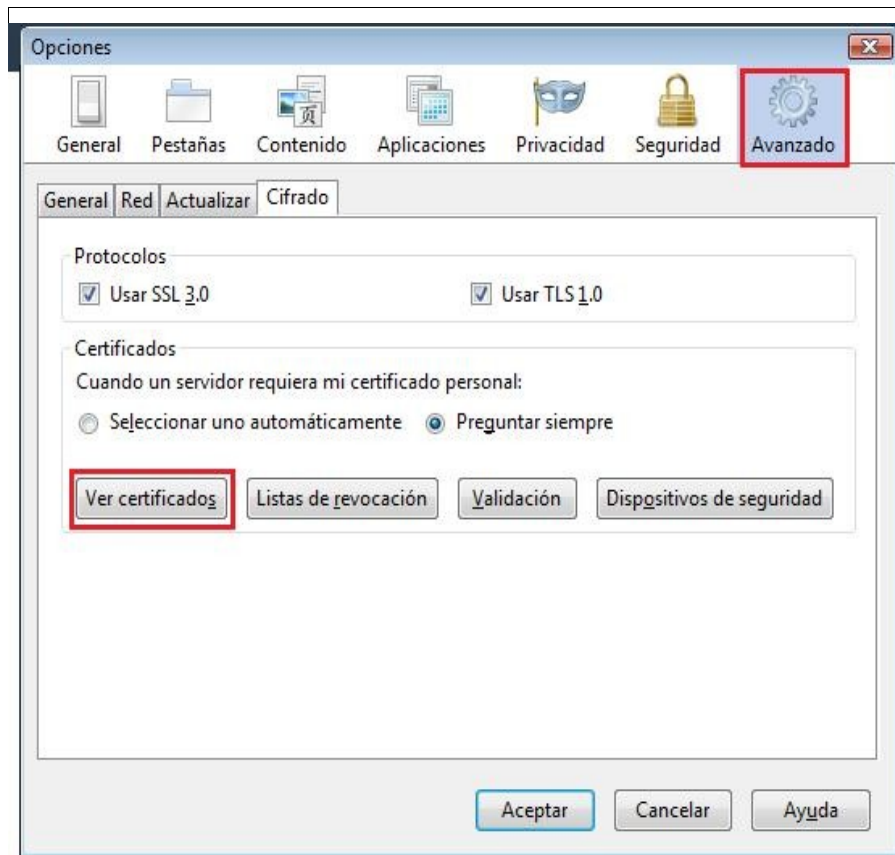 Opciones
页
General Pestañas Contenido Aplicaciones Privacidad Seguridad Avanzado
General Red Actualizar Cifrado
Protocolos
Usar SSL 3.0 Usar TLS 1.0
Certificados
Cuando un servidor requiera mi certificado personal:
Seleccionar uno automáticamente Preguntar siempre
Ver certificados Listas de revocación Validación Dispositivos de seguridad
Aceptar Cancelar Ayuda